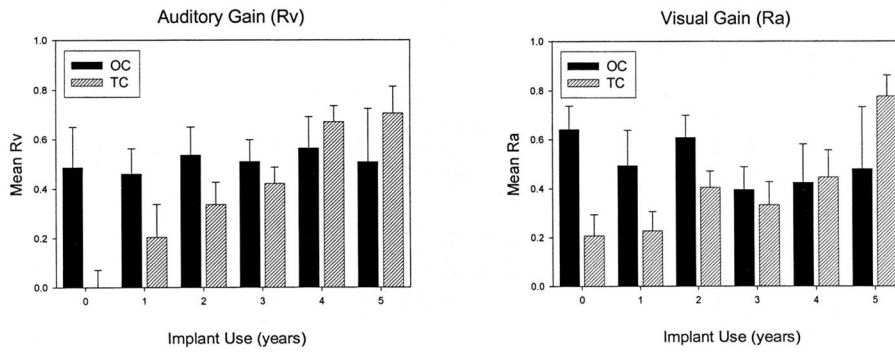 Auditory Gain (Rv)
1.0
0.8
0.6
0.4
0.2
0.0
Mean Rv
OC
TC
0 1 2 3 4 5
Implant Use (years)
Visual Gain (Ra)
1.0
0.8
0.6
0.4
0.2
0.0
Mean Ra
OC
TC
0 1 2 3 4 5
Implant Use (years)